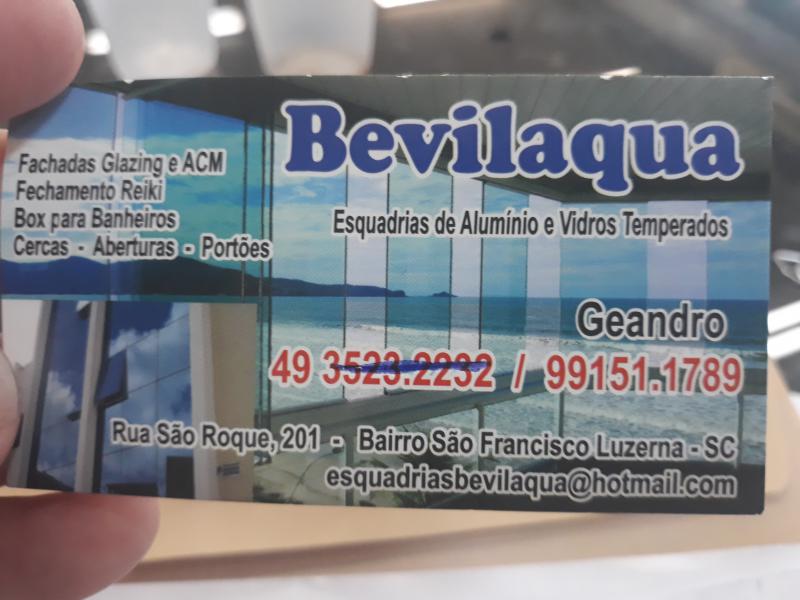 Bevilaqua
Esquadrias de Alumínio e Vidros Temperados
Fachadas Glazing e ACM
Fechamento Reiki
Box para Banheiros
Cercas - Aberturas - Portões
Geandro
49 3523.2232 / 99151.1789
Rua São Roque, 201 - Bairro São Francisco Luzerna - SC
esquadriasbevilaqua@hotmail.com